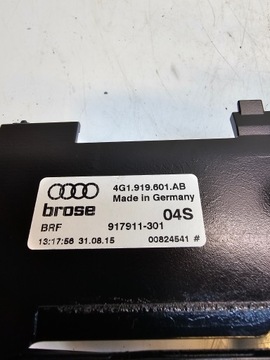 4G1.919.601.AB
Made in Germany
brose 04S
BRF 917911-301
13:17:56 31.08.15 00824541 #